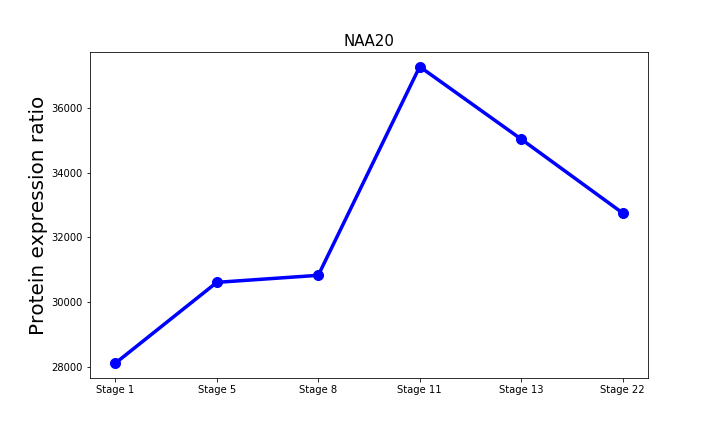 NAA20
Protein expression ratio
36000
34000
32000
30000
28000
Stage 1
Stage 5
Stage 8
Stage 11
Stage 13
Stage 22